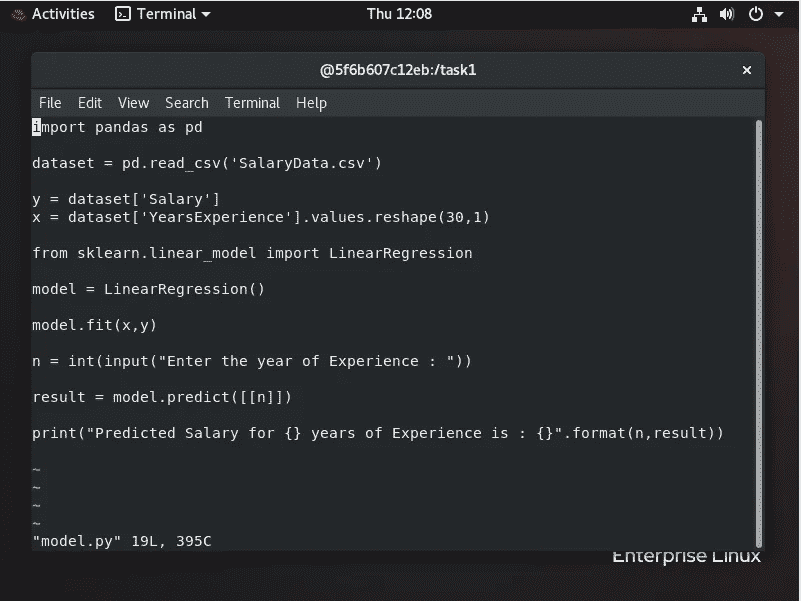 Activities Terminal Thu 12:08
@5f6b607c12eb:/task1 ×
File Edit View Search Terminal Help
import pandas as pd
dataset = pd.read_csv('SalaryData.csv')
y = dataset['Salary']
x = dataset['YearsExperience'].values.reshape(30,1)
from sklearn.linear_model import LinearRegression
model = LinearRegression()
model.fit(x,y)
n = int(input("Enter the year of Experience : "))
result = model.predict([[n]])
print("Predicted Salary for {} years of Experience is : {}".format(n,result))
~
~
~
~
"model.py" 19L, 395C
Enterprise Linux